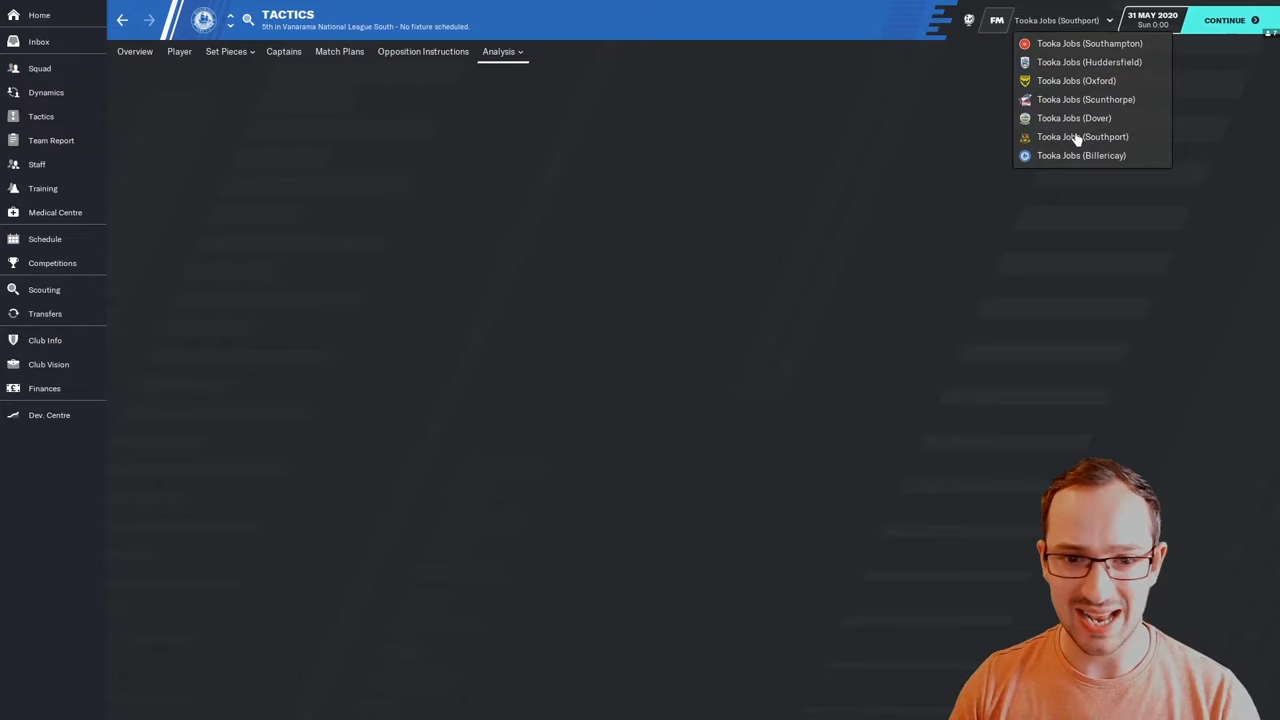 TACTICS
5th in Vanarama National League South - No fixture scheduled.
FM
Tooka Jobs (Southport)
31 MAY 2020
Sun 0:00
CONTINUE
7
Overview
Player
Set Pieces
Captains
Match Plans
Opposition Instructions
Analysis
Tooka Jobs (Southampton)
Tooka Jobs (Huddersfield)
Tooka Jobs (Oxford)
Tooka Jobs (Scunthorpe)
Tooka Jobs (Dover)
Tooka Jobs (Southport)
Tooka Jobs (Billericay)
Home
Inbox
Squad
Dynamics
Tactics
Team Report
Staff
Training
Medical Centre
Schedule
Competitions
Scouting
Transfers
Club Info
Club Vision
Finances
Dev. Centre